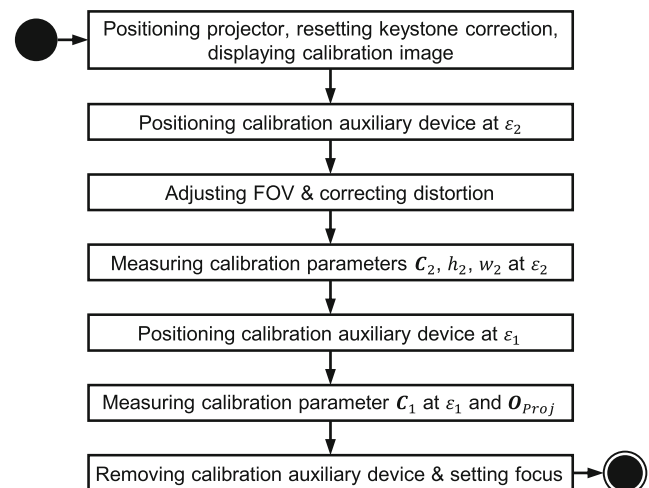 Positioning projector, resetting keystone correction,
displaying calibration image
Positioning calibration auxiliary device at ε₂
Adjusting FOV & correcting distortion
Measuring calibration parameters C₂, h₂, w₂ at ε₂
Positioning calibration auxiliary device at ε₁
Measuring calibration parameter C₁ at ε₁ and O_Proj
Removing calibration auxiliary device & setting focus